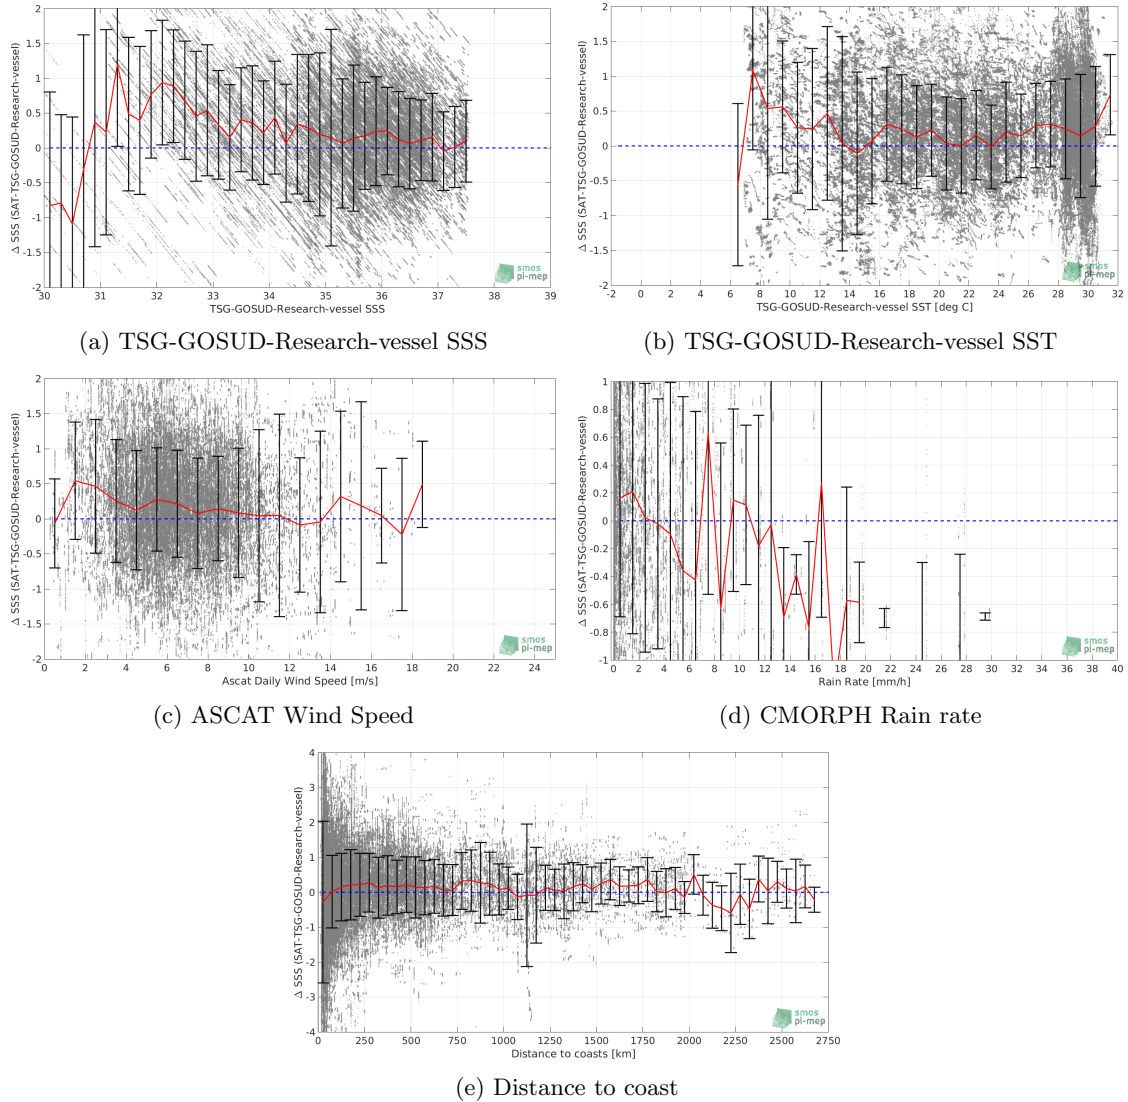 2
1.5
1
0.5
0
-0.5
-1
-1.5
-2
Δ SSS (SAT-TSG-GOSUD-Research-vessel)
30 31 32 33 34 35 36 37 38 39
TSG-GOSUD-Research-vessel SSS
smos
pi-mep
(a) TSG-GOSUD-Research-vessel SSS
2
1.5
1
0.5
0
-0.5
-1
-1.5
-2
Δ SSS (SAT-TSG-GOSUD-Research-vessel)
-2 0 2 4 6 8 10 12 14 16 18 20 22 24 26 28 30 32
TSG-GOSUD-Research-vessel SST [deg C]
smos
pi-mep
(b) TSG-GOSUD-Research-vessel SST
2
1.5
1
0.5
0
-0.5
-1
-1.5
-2
Δ SSS (SAT-TSG-GOSUD-Research-vessel)
0 2 4 6 8 10 12 14 16 18 20 22 24
Ascat Daily Wind Speed [m/s]
smos
pi-mep
(c) ASCAT Wind Speed
1
0.8
0.6
0.4
0.2
0
-0.2
-0.4
-0.6
-0.8
-1
Δ SSS (SAT-TSG-GOSUD-Research-vessel)
0 2 4 6 8 10 12 14 16 18 20 22 24 26 28 30 32 34 36 38 40
Rain Rate [mm/h]
smos
pi-mep
(d) CMORPH Rain rate
4
3
2
1
0
-1
-2
-3
-4
Δ SSS (SAT-TSG-GOSUD-Research-vessel)
0 250 500 750 1000 1250 1500 1750 2000 2250 2500 2750
Distance to coasts [km]
smos
pi-mep
(e) Distance to coast